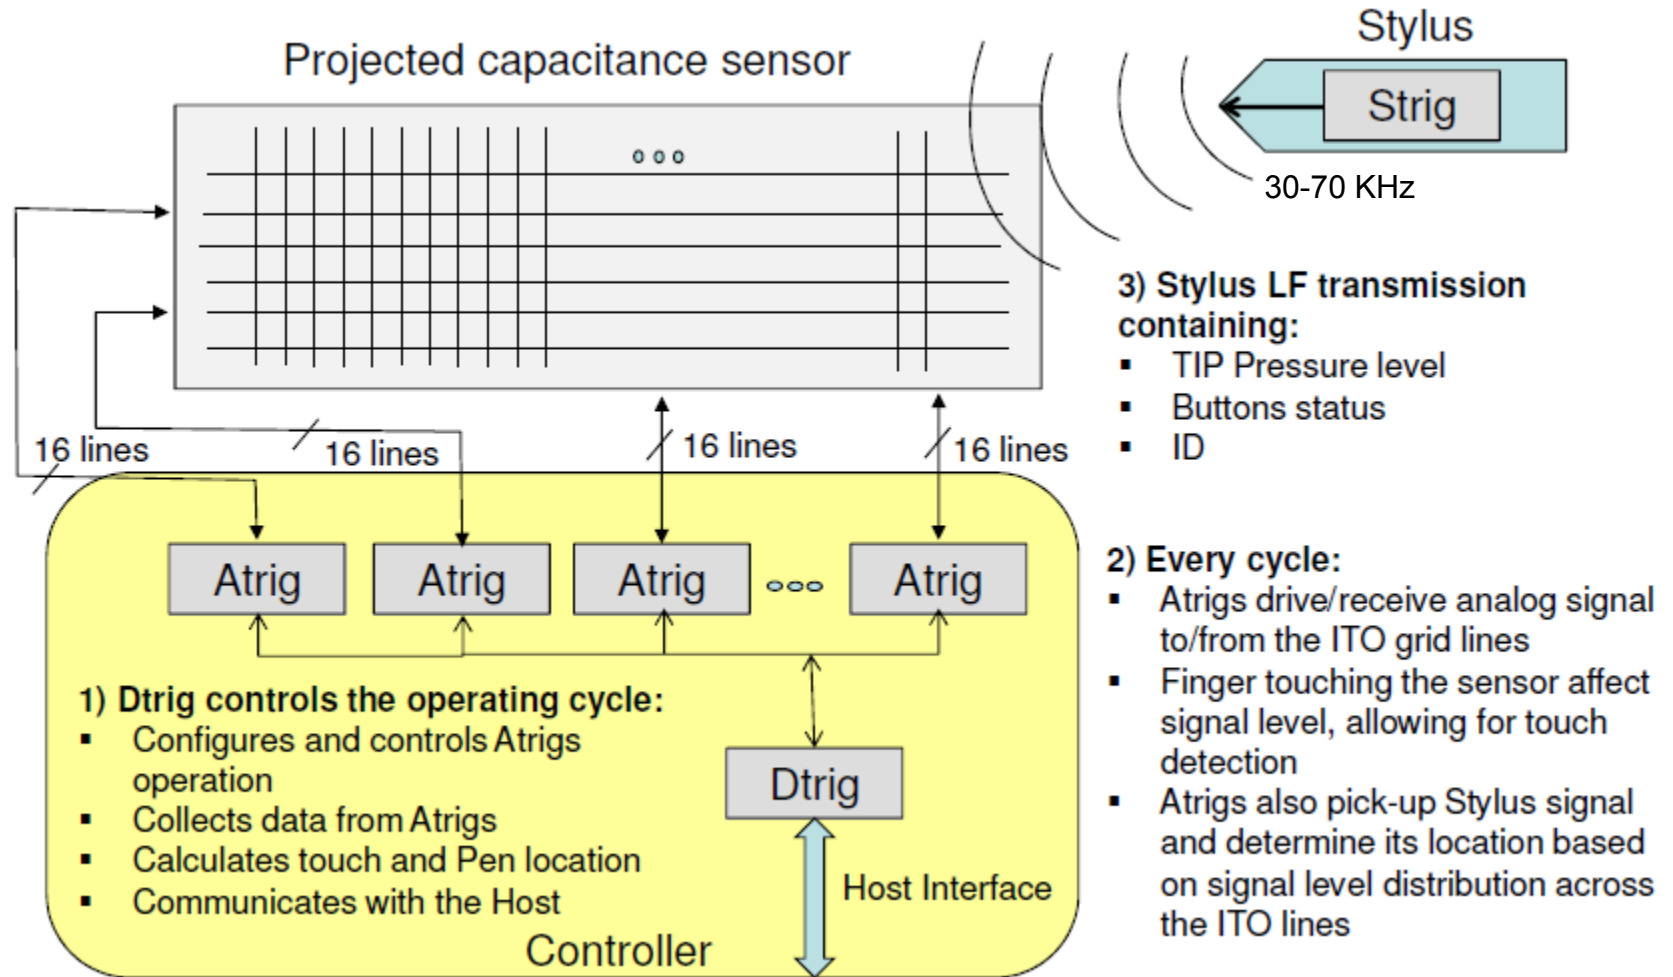 Stylus
Projected capacitance sensor
Strig
30-70 KHz
3) Stylus LF transmission
containing:
▪ TIP Pressure level
▪ Buttons status
▪ ID
16 lines
16 lines
16 lines
16 lines
Atrig
Atrig
Atrig
Atrig
2) Every cycle:
▪ Atrigs drive/receive analog signal
to/from the ITO grid lines
▪ Finger touching the sensor affect
signal level, allowing for touch
detection
▪ Atrigs also pick-up Stylus signal
and determine its location based
on signal level distribution across
the ITO lines
1) Dtrig controls the operating cycle:
▪ Configures and controls Atrigs
operation
▪ Collects data from Atrigs
▪ Calculates touch and Pen location
▪ Communicates with the Host
Dtrig
Host Interface
Controller